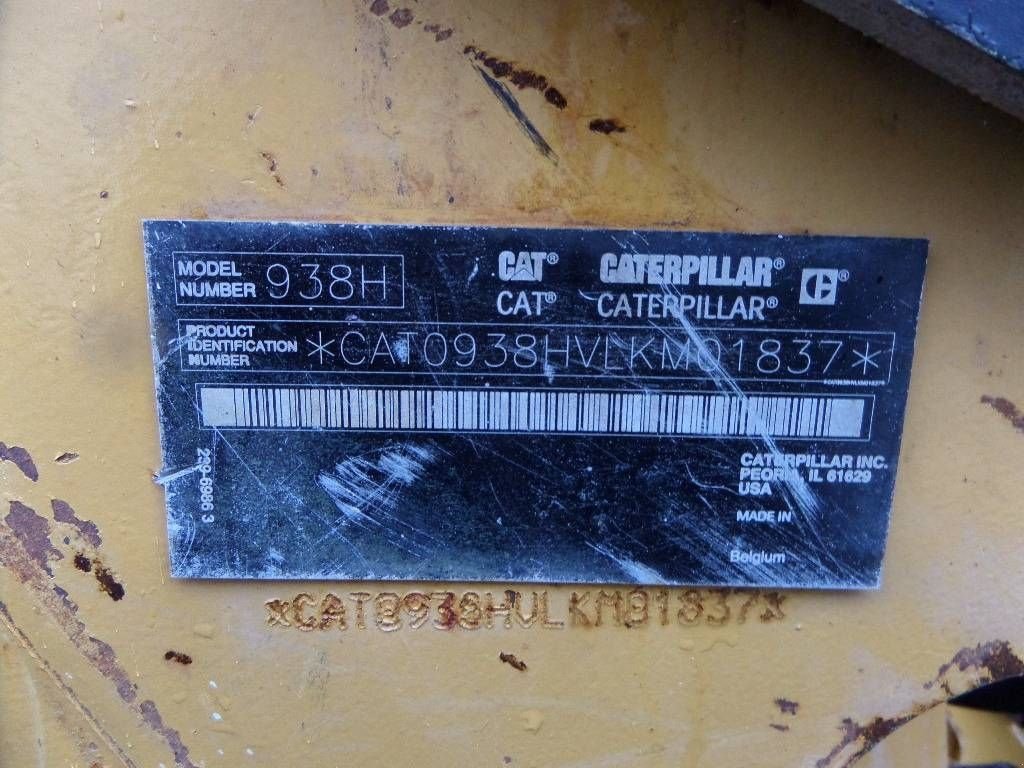 MODEL
NUMBER 938H
CAT® CATERPILLAR® C®
CAT® CATERPILLAR®
PRODUCT
IDENTIFICATION
NUMBER
*CAT0938HVLKM01837*
CATERPILLAR INC.
PEORIA, IL 61629
USA
MADE IN
Belgium
*CAT0938HVLKM01837*